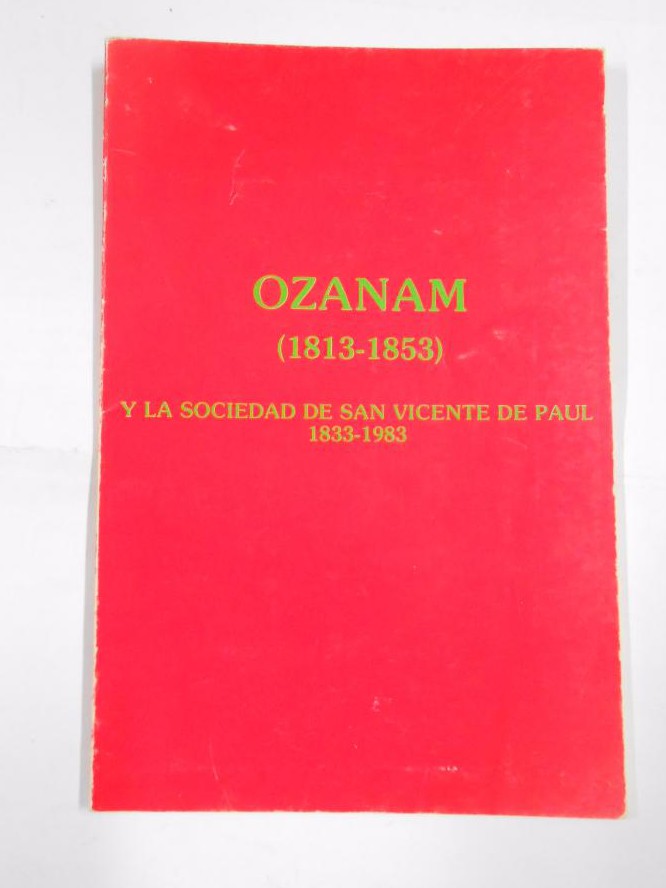 OZANAM
(1813-1853)
Y LA SOCIEDAD DE SAN VICENTE DE PAUL
1833-1983